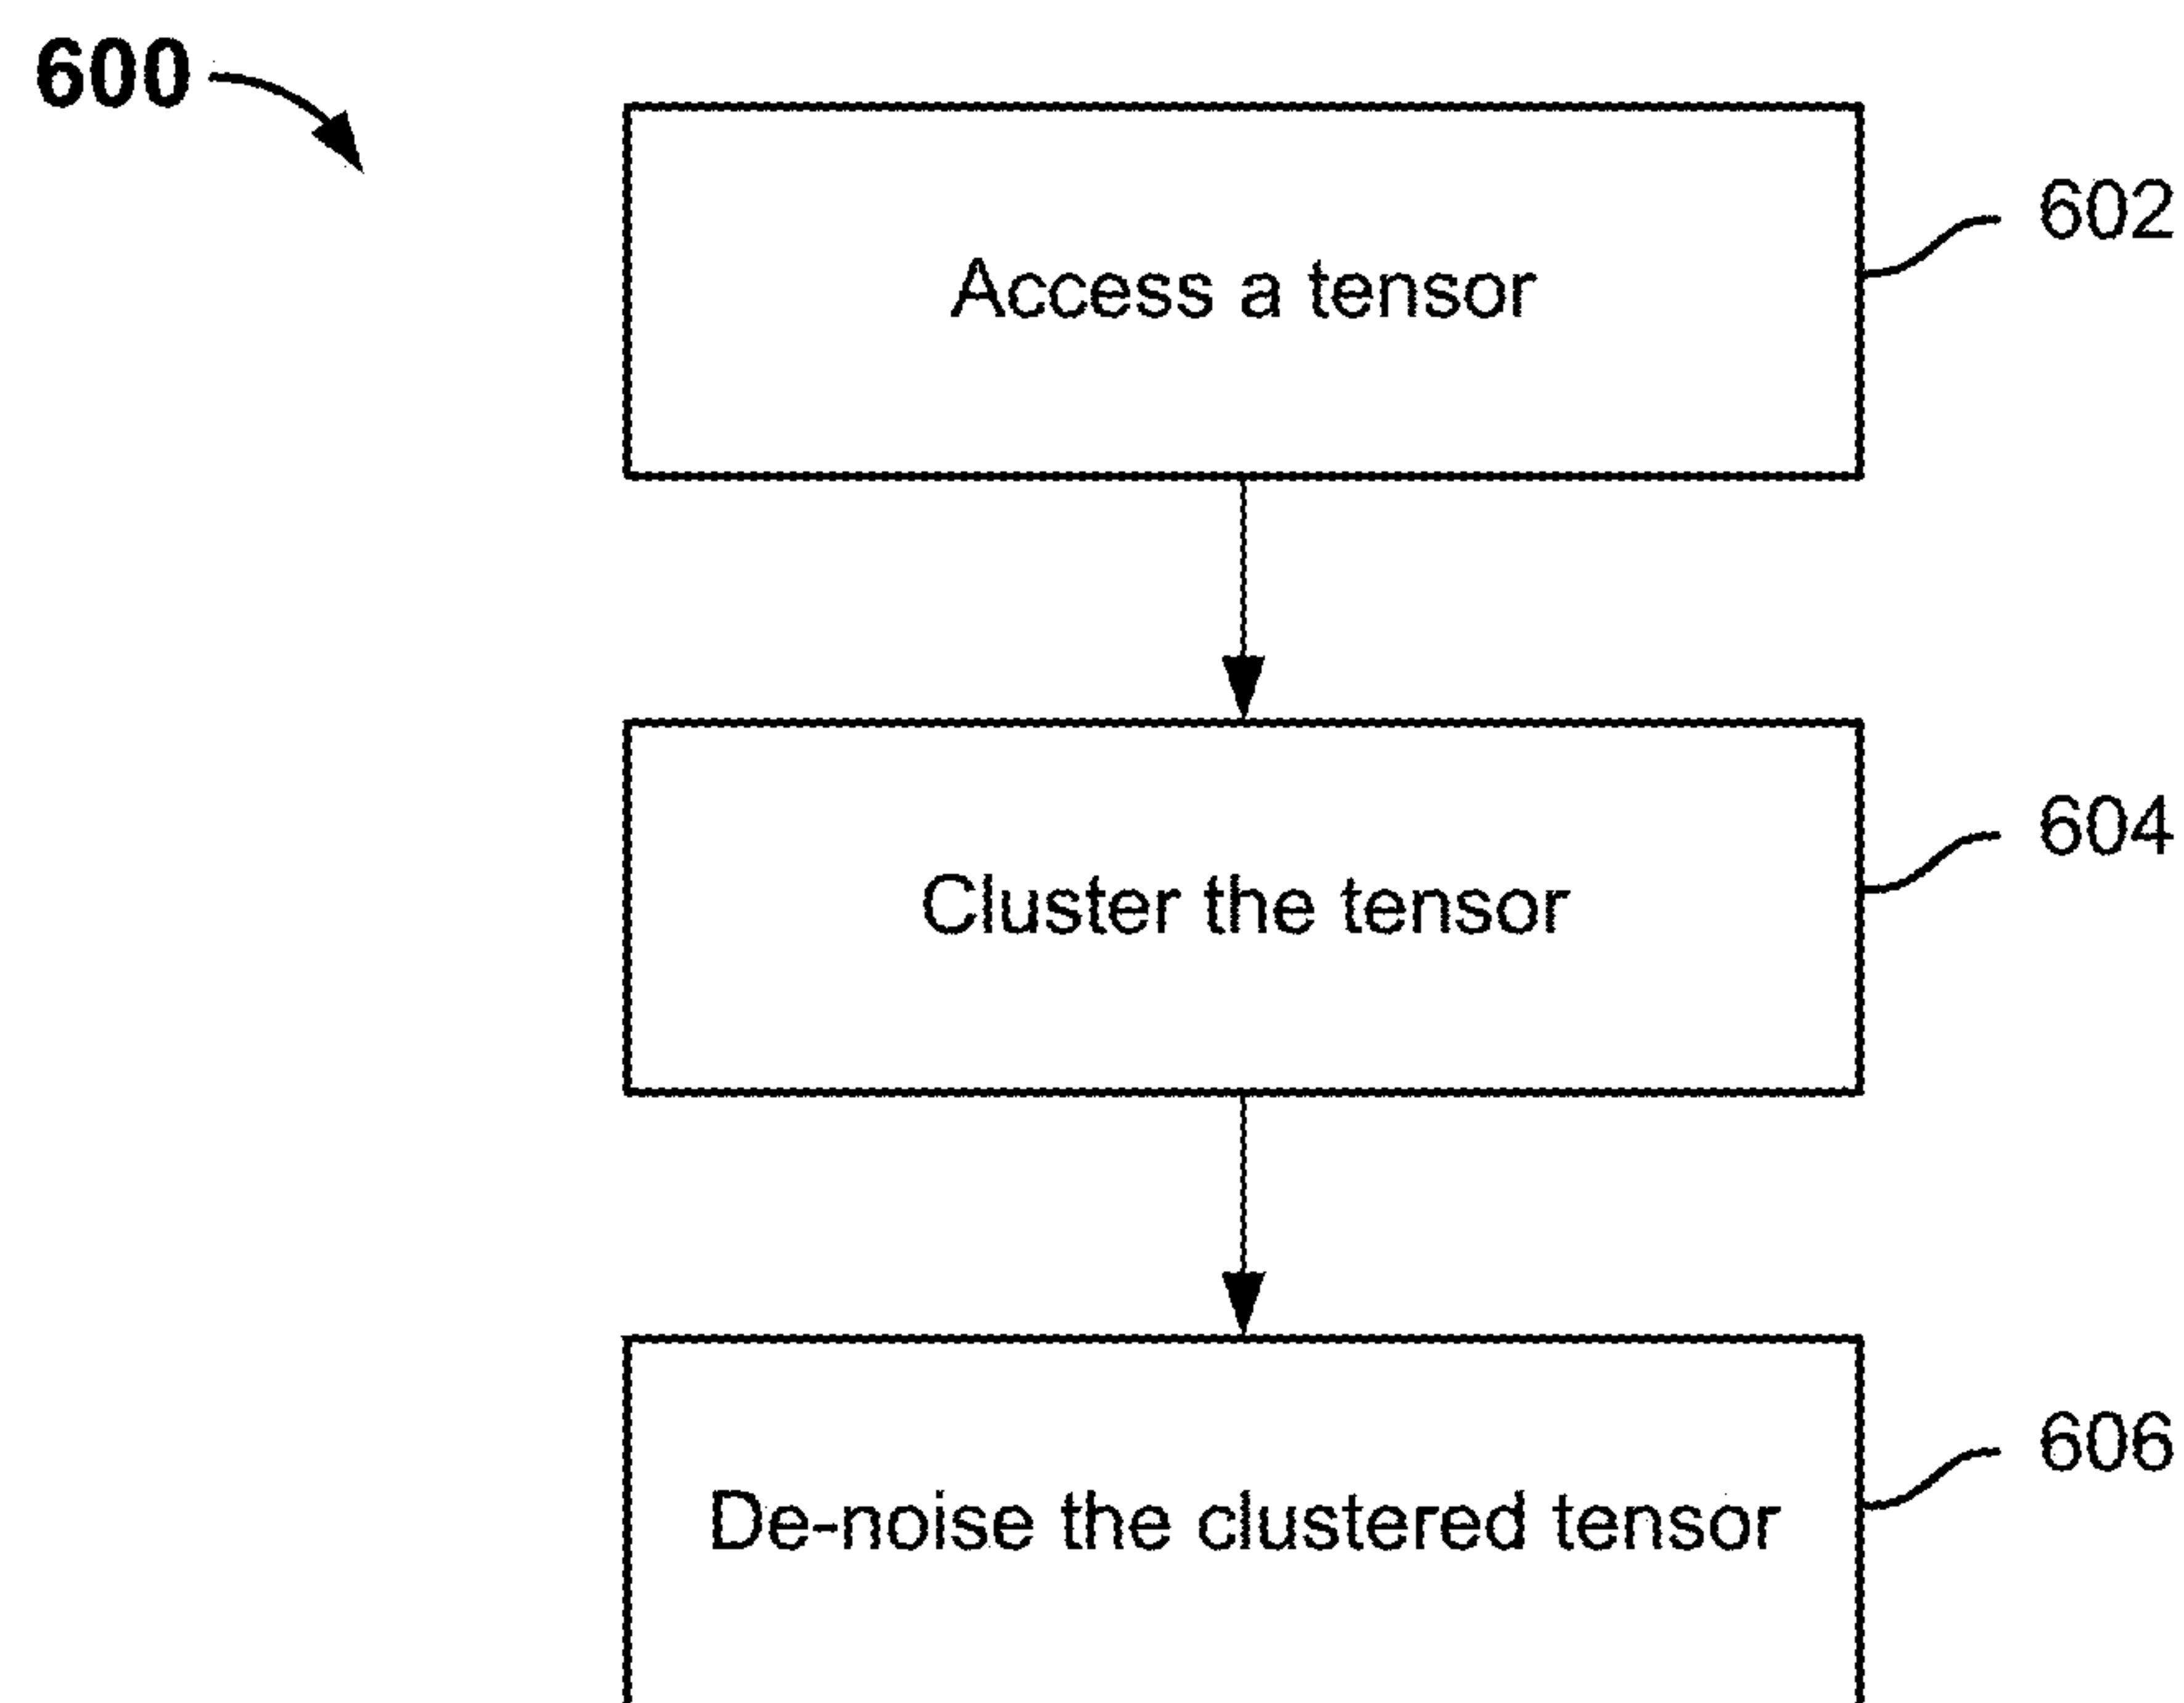 600
602
Access a tensor
604
Cluster the tensor
606
De-noise the clustered tensor